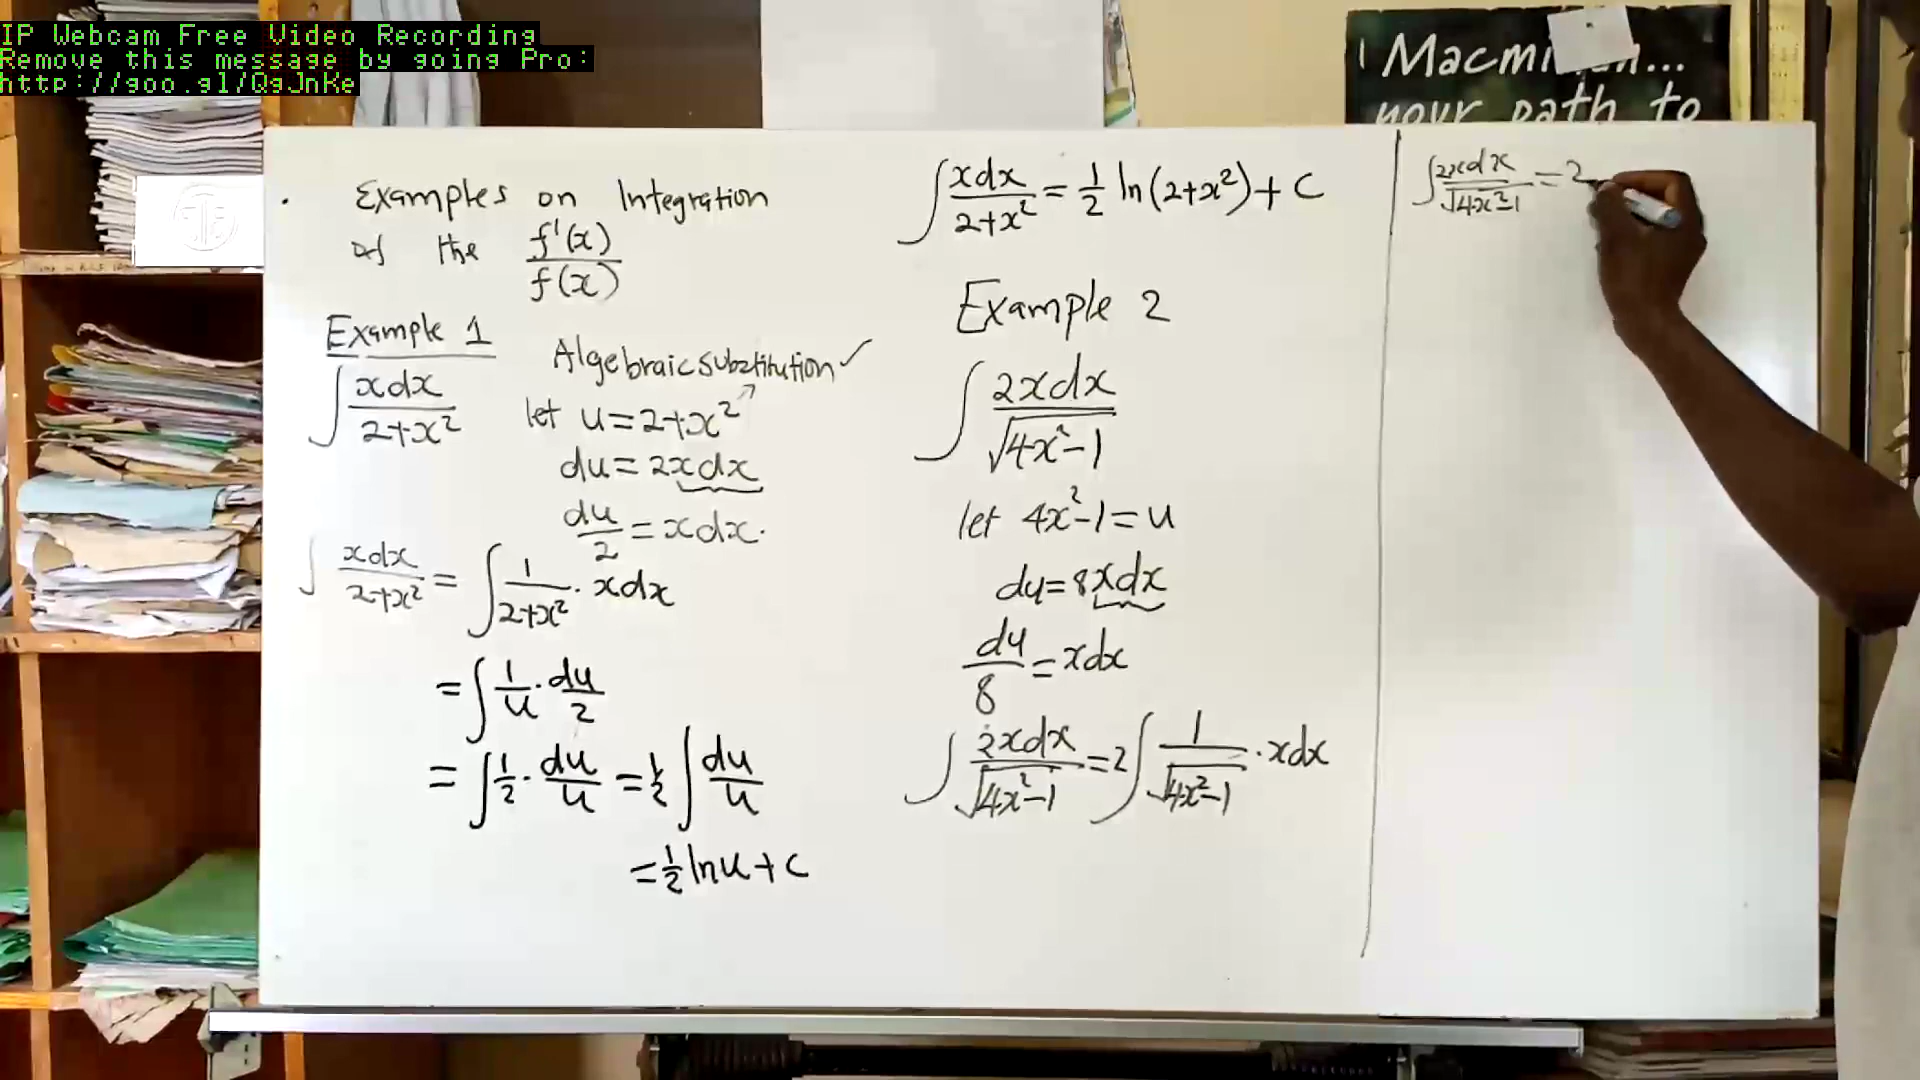 IP Webcam Free Video Recording
Remove this message by going Pro:
http://goo.gl/QgJnKe
Macmi
your path to
Examples on Integration
of the f'(x)/f(x)
Example 1
Algebraic substitution ✓
∫ xdx/(2+x²)
let u=2+x²
du=2xdx
du/2 = xdx.
∫ xdx/(2+x²) = ∫ 1/(2+x²) · xdx
= ∫ 1/u · du/2
= ∫ 1/2 · du/u = 1/2 ∫ du/u
= 1/2 ln u + c
∫ xdx/(2+x²) = 1/2 ln(2+x²) + C
Example 2
∫ 2xdx/√(4x²-1)
let 4x²-1=u
du=8xdx
du/8 = xdx
∫ 2xdx/√(4x²-1) = 2∫ 1/√(4x²-1) · xdx
∫ 2xdx/√(4x²-1) = 2